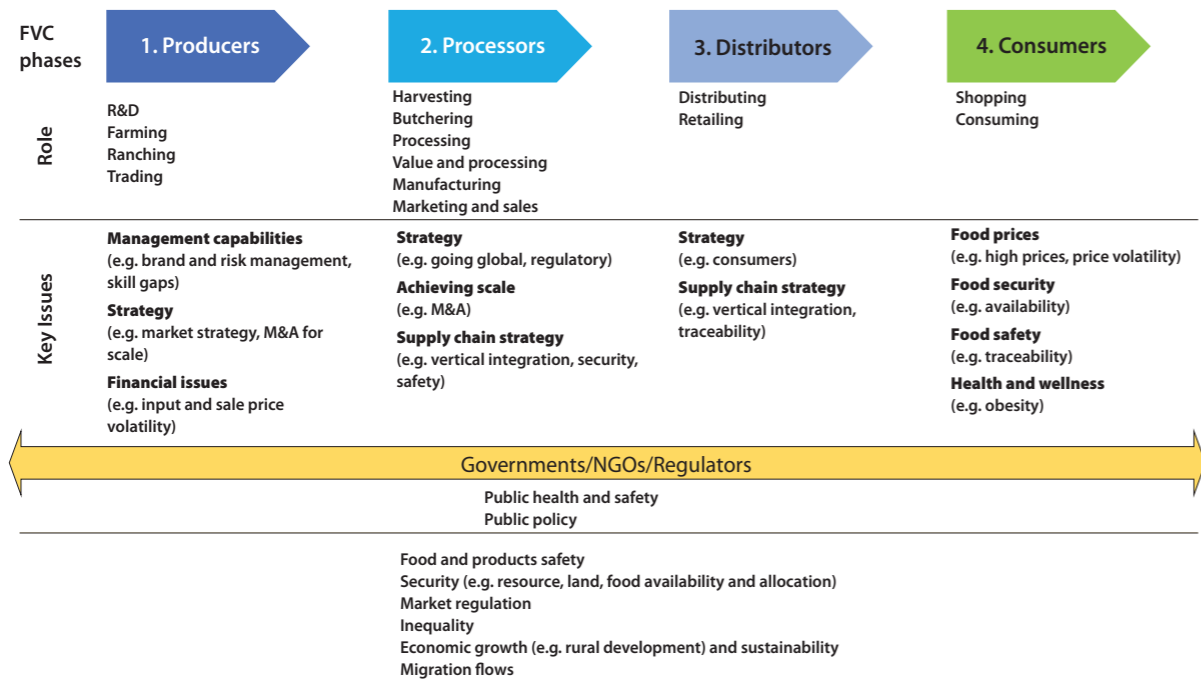 FVC
phases
1. Producers
2. Processors
3. Distributors
4. Consumers
Role
R&D
Farming
Ranching
Trading
Harvesting
Butchering
Processing
Value and processing
Manufacturing
Marketing and sales
Distributing
Retailing
Shopping
Consuming
Key Issues
Management capabilities
(e.g. brand and risk management,
skill gaps)
Strategy
(e.g. market strategy, M&A for
scale)
Financial issues
(e.g. input and sale price
volatility)
Strategy
(e.g. going global, regulatory)
Achieving scale
(e.g. M&A)
Supply chain strategy
(e.g. vertical integration, security,
safety)
Strategy
(e.g. consumers)
Supply chain strategy
(e.g. vertical integration,
traceability)
Food prices
(e.g. high prices, price volatility)
Food security
(e.g. availability)
Food safety
(e.g. traceability)
Health and wellness
(e.g. obesity)
Governments/NGOs/Regulators
Public health and safety
Public policy
Food and products safety
Security (e.g. resource, land, food availability and allocation)
Market regulation
Inequality
Economic growth (e.g. rural development) and sustainability
Migration flows